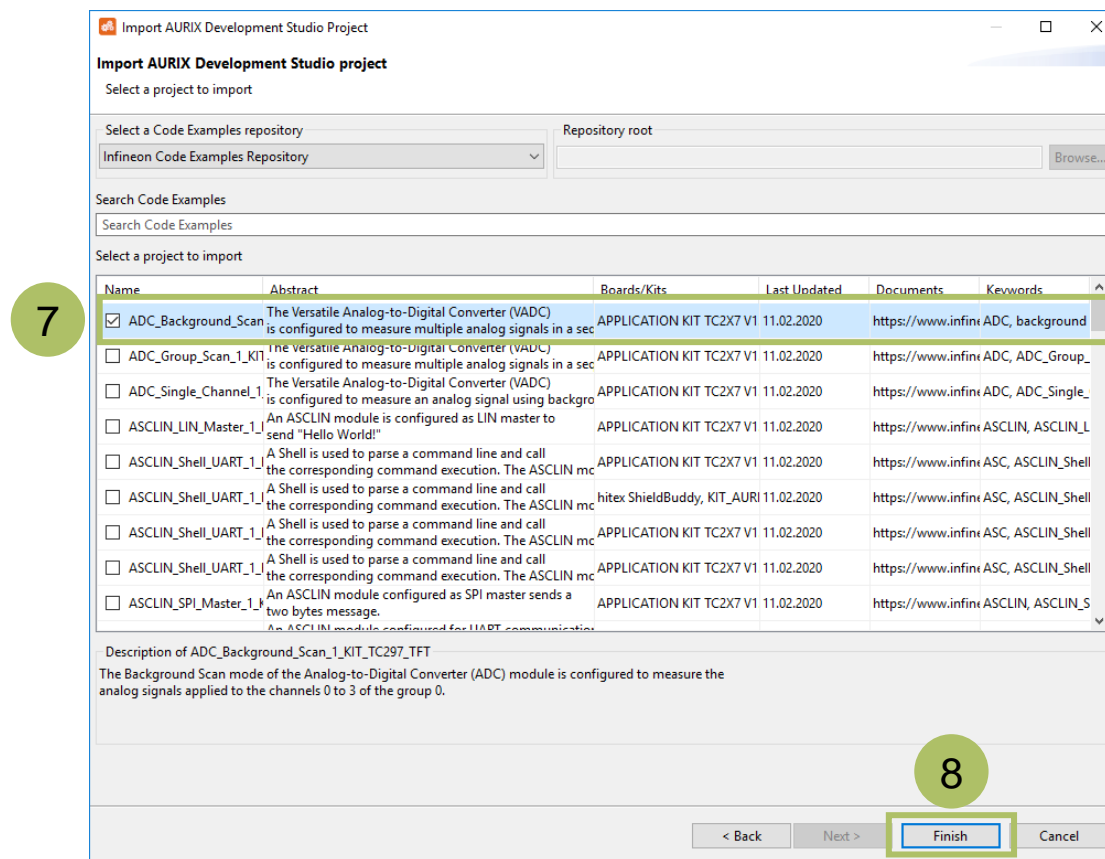 Import AURIX Development Studio Project
Import AURIX Development Studio project
Select a project to import
Select a Code Examples repository
Repository root
Infineon Code Examples Repository
Browse...
Search Code Examples
Search Code Examples
Select a project to import
Name Abstract Boards/Kits Last Updated Documents Keywords
7
ADC_Background_Scan The Versatile Analog-to-Digital Converter (VADC) APPLICATION KIT TC2X7 V1 11.02.2020 https://www.infine ADC, background
is configured to measure multiple analog signals in a sec
ADC_Group_Scan_1_KIT The Versatile Analog-to-Digital Converter (VADC) APPLICATION KIT TC2X7 V1 11.02.2020 https://www.infine ADC, ADC_Group_
is configured to measure multiple analog signals in a sec
ADC_Single_Channel_1_ The Versatile Analog-to-Digital Converter (VADC) APPLICATION KIT TC2X7 V1 11.02.2020 https://www.infine ADC, ADC_Single_
is configured to measure an analog signal using backgro
ASCLIN_LIN_Master_1_ An ASCLIN module is configured as LIN master to APPLICATION KIT TC2X7 V1 11.02.2020 https://www.infine ASCLIN, ASCLIN_L
send "Hello World!"
ASCLIN_Shell_UART_1_ A Shell is used to parse a command line and call APPLICATION KIT TC2X7 V1 11.02.2020 https://www.infine ASC, ASCLIN_Shell
the corresponding command execution. The ASCLIN mc
ASCLIN_Shell_UART_1_ A Shell is used to parse a command line and call hitex ShieldBuddy, KIT_AURI 11.02.2020 https://www.infine ASC, ASCLIN_Shell
the corresponding command execution. The ASCLIN mc
ASCLIN_Shell_UART_1_ A Shell is used to parse a command line and call APPLICATION KIT TC2X7 V1 11.02.2020 https://www.infine ASC, ASCLIN_Shell
the corresponding command execution. The ASCLIN mc
ASCLIN_Shell_UART_1_ A Shell is used to parse a command line and call APPLICATION KIT TC2X7 V1 11.02.2020 https://www.infine ASC, ASCLIN_Shell
the corresponding command execution. The ASCLIN mc
ASCLIN_SPI_Master_1_K An ASCLIN module configured as SPI master sends a APPLICATION KIT TC2X7 V1 11.02.2020 https://www.infine ASCLIN, ASCLIN_S
two bytes message.
An ASCLIN module configured for UART communication
Description of ADC_Background_Scan_1_KIT_TC297_TFT
The Background Scan mode of the Analog-to-Digital Converter (ADC) module is configured to measure the
analog signals applied to the channels 0 to 3 of the group 0.
8
< Back Next > Finish Cancel